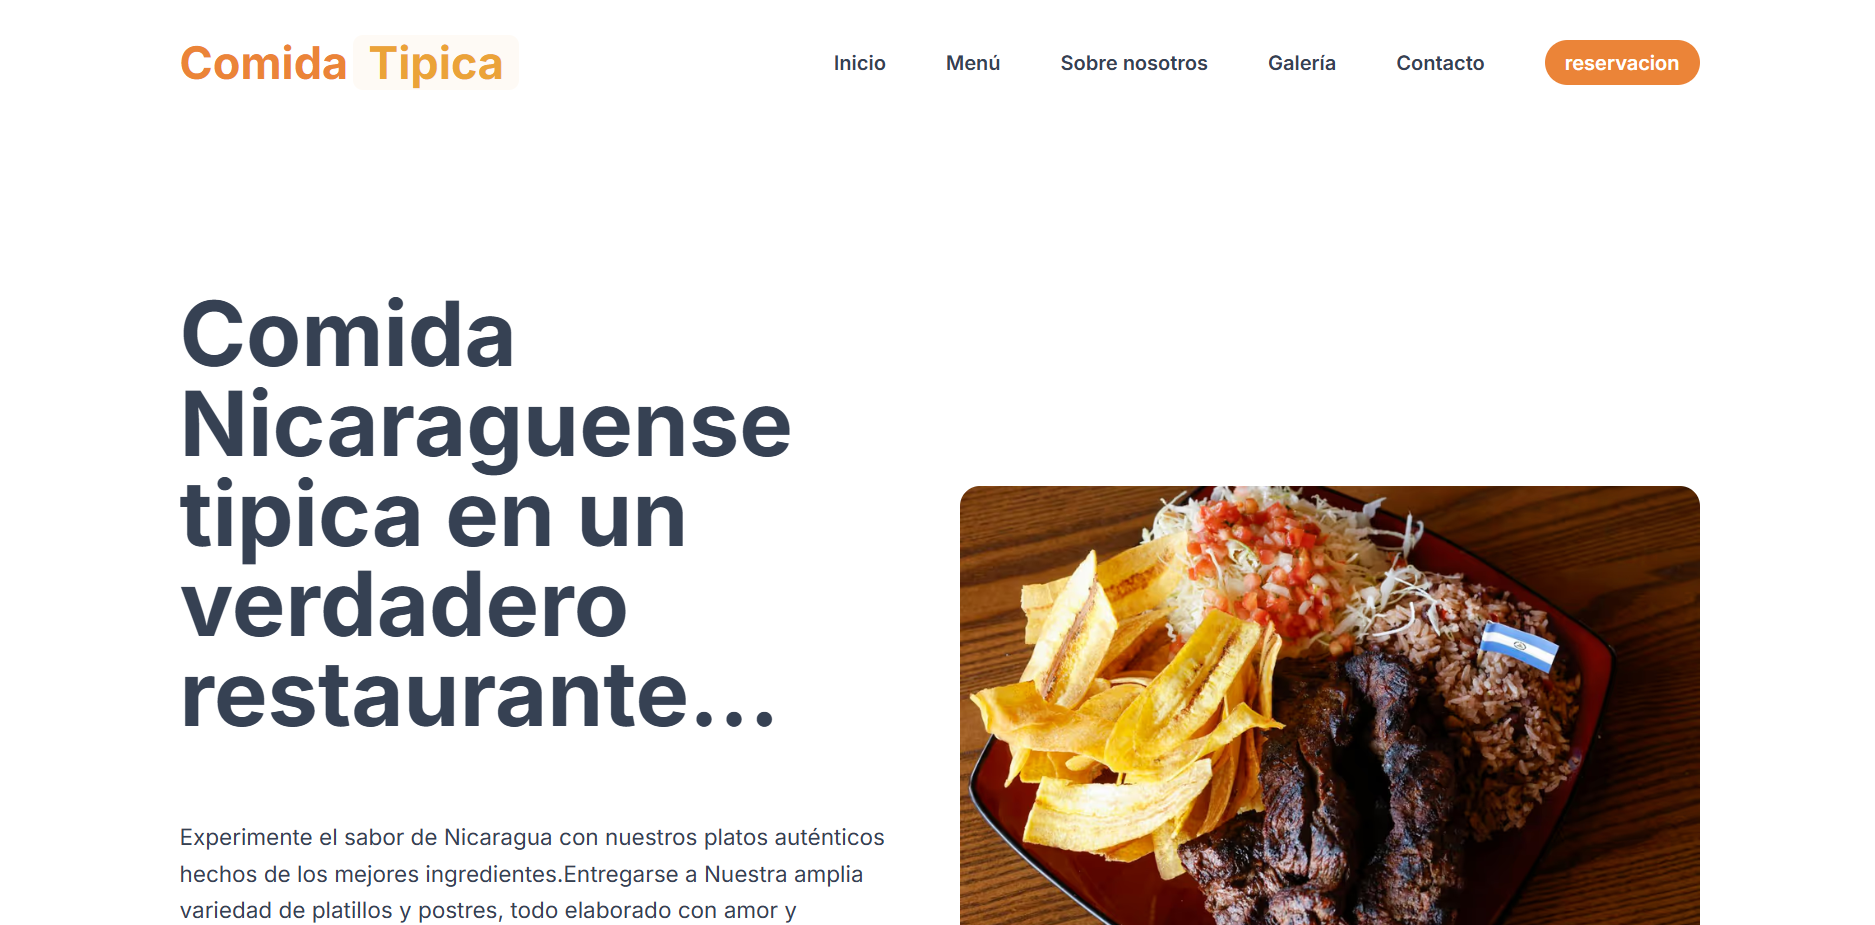 Comida Tipica
Inicio Menú Sobre nosotros Galería Contacto reservacion
Comida
Nicaraguense
tipica en un
verdadero
restaurante...
Experimente el sabor de Nicaragua con nuestros platos auténticos
hechos de los mejores ingredientes.Entregarse a Nuestra amplia
variedad de platillos y postres, todo elaborado con amor y